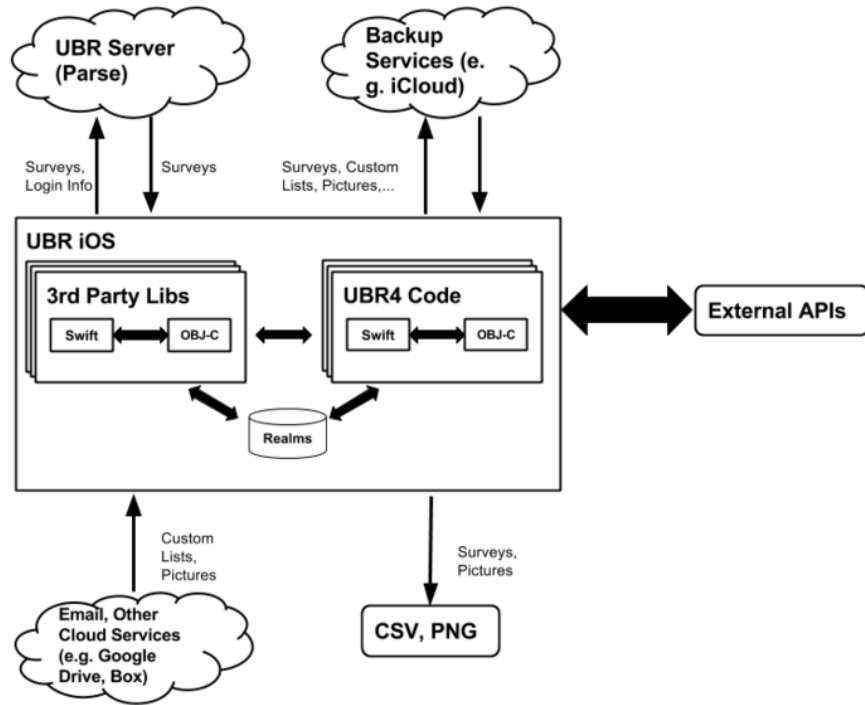 UBR Server
(Parse)
Backup
Services (e.
g. iCloud)
Surveys,
Login Info
Surveys
Surveys, Custom
Lists, Pictures,...
UBR iOS
3rd Party Libs
Swift
OBJ-C
UBR4 Code
Swift
OBJ-C
External APIs
Realms
Custom
Lists,
Pictures
Surveys,
Pictures
Email, Other
Cloud Services
(e.g. Google
Drive, Box)
CSV, PNG